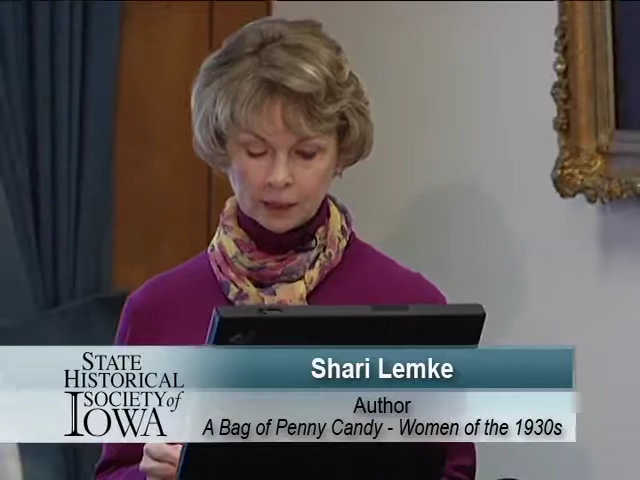 STATE
HISTORICAL
SOCIETY of
IOWA
Shari Lemke
Author
A Bag of Penny Candy - Women of the 1930s